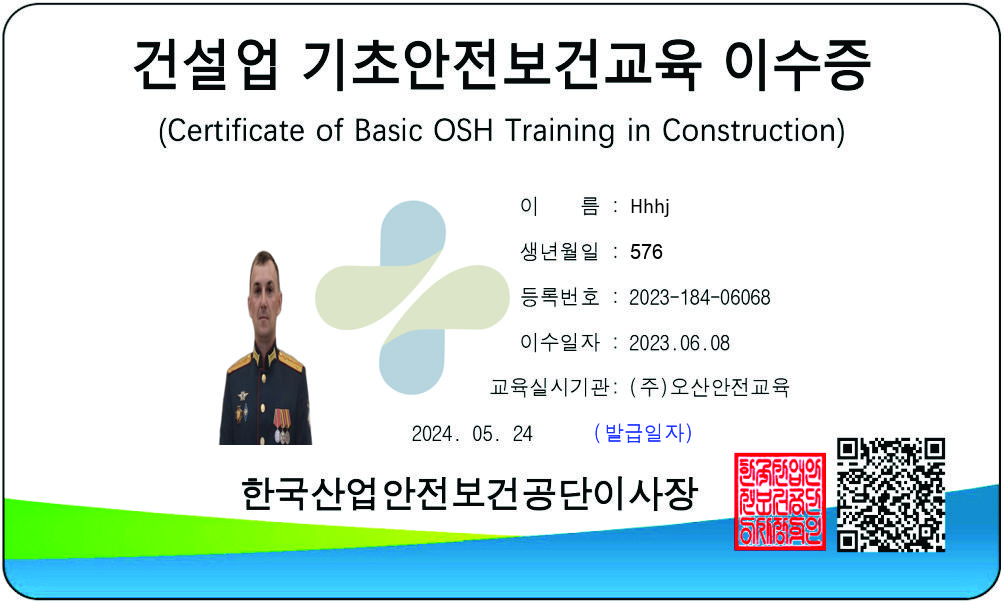 건설업 기초안전보건교육 이수증
(Certificate of Basic OSH Training in Construction)
이 름 : Hhhj
생년월일 : 576
등록번호 : 2023-184-06068
이수일자 : 2023.06.08
교육실시기관: (주)오산안전교육
2024. 05. 24 (발급일자)
한국산업안전보건공단이사장